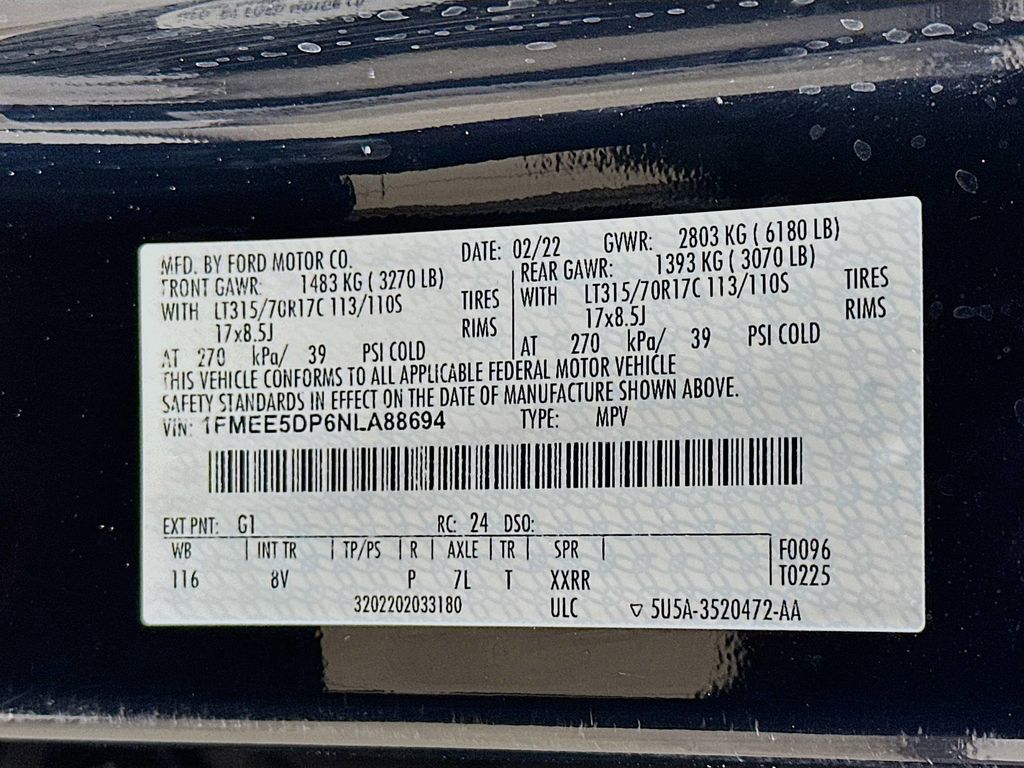 MFD. BY FORD MOTOR CO. DATE: 02/22 GVWR: 2803 KG ( 6180 LB)
FRONT GAWR: 1483 KG ( 3270 LB) REAR GAWR: 1393 KG ( 3070 LB)
WITH LT315/70R17C 113/110S TIRES WITH LT315/70R17C 113/110S TIRES
17x8.5J RIMS 17x8.5J RIMS
AT 270 kPa/ 39 PSI COLD AT 270 kPa/ 39 PSI COLD
THIS VEHICLE CONFORMS TO ALL APPLICABLE FEDERAL MOTOR VEHICLE
SAFETY STANDARDS IN EFFECT ON THE DATE OF MANUFACTURE SHOWN ABOVE.
VIN: 1FMEE5DP6NLA88694 TYPE: MPV
EXT PNT: G1 RC: 24 DSO:
WB | INT TR | TP/PS | R | AXLE | TR | SPR | F0096
116 8V P 7L T XXRR T0225
3202202033180 ULC ▽ 5U5A-3520472-AA